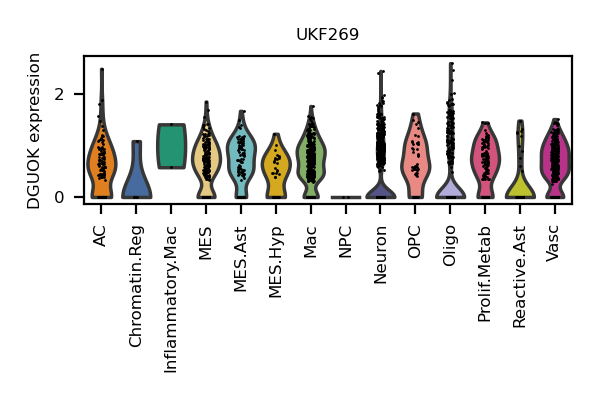 UKF269
DGUOK expression
2
0
AC
Chromatin.Reg
Inflammatory.Mac
MES
MES.Ast
MES.Hyp
Mac
NPC
Neuron
OPC
Oligo
Prolif.Metab
Reactive.Ast
Vasc